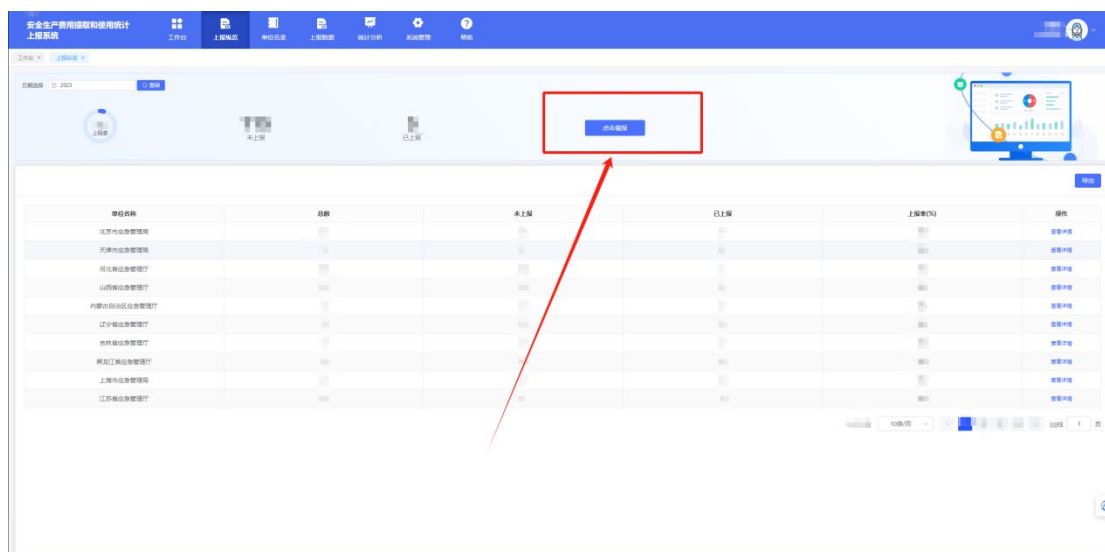 安全生产费用提取和使用统计
上报系统
工作台
上报纵览
单位名录
上报数据
统计分析
系统管理
帮助
工作台 ×
上报纵览 ×
日期选择
2023
查询
上报率
未上报
已上报
点击催报
导出
单位名称 总数 未上报 已上报 上报率(%) 操作
北京市应急管理局 查看详情
天津市应急管理局 查看详情
河北省应急管理厅 查看详情
山西省应急管理厅 查看详情
内蒙古自治区应急管理厅 查看详情
辽宁省应急管理厅 查看详情
吉林省应急管理厅 查看详情
黑龙江省应急管理厅 查看详情
上海市应急管理局 查看详情
江苏省应急管理厅 查看详情
10条/页 往 1 页